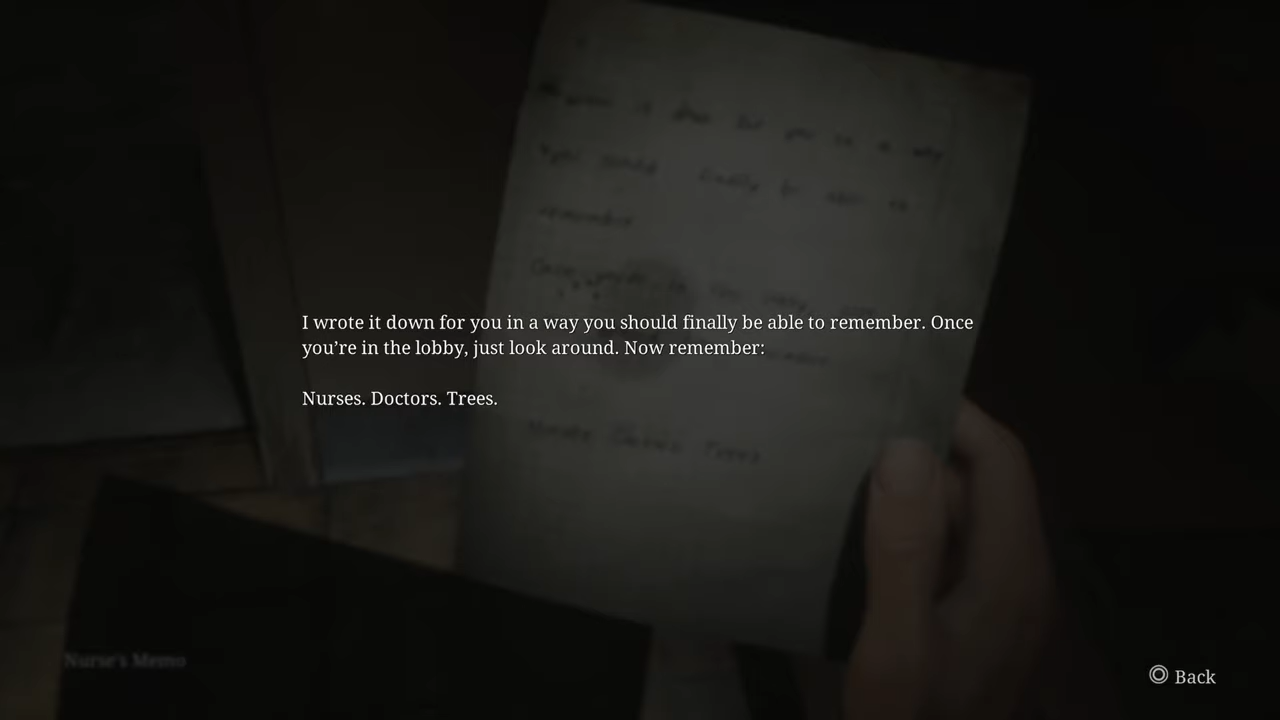 I wrote it down for you in a way you should finally be able to remember. Once
you’re in the lobby, just look around. Now remember:
Nurses. Doctors. Trees.
Nurse's Memo
Back